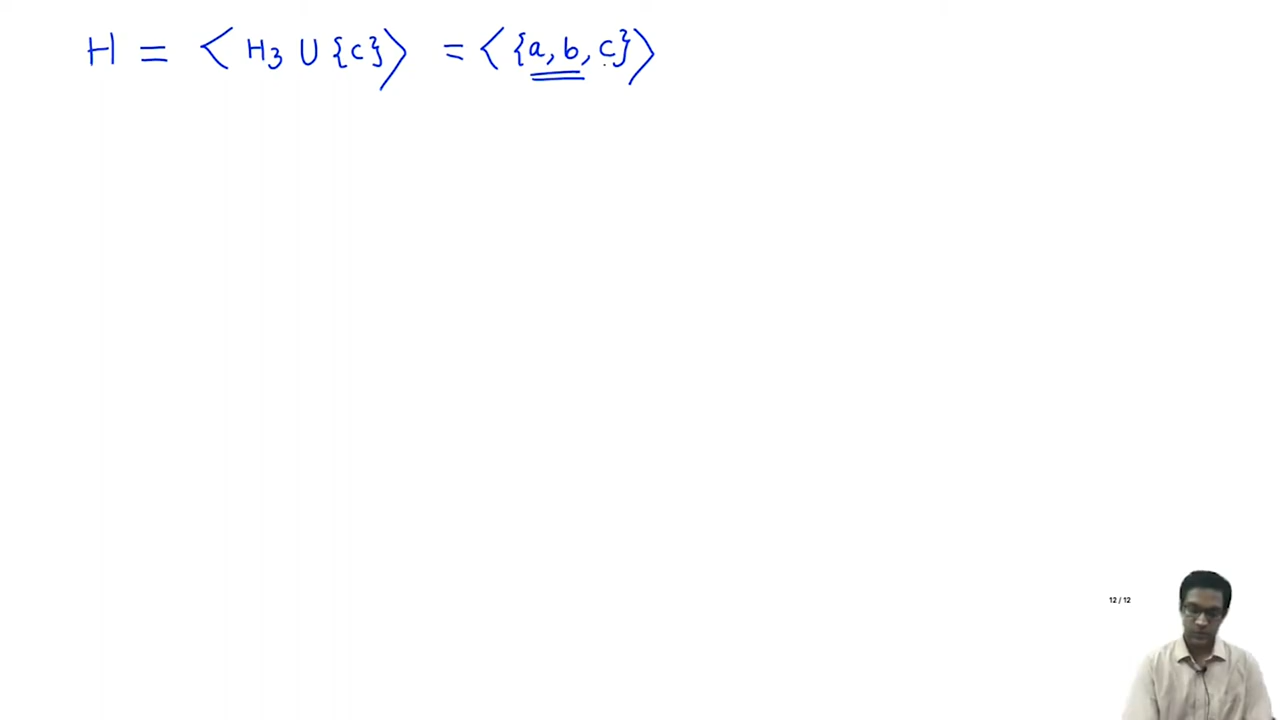 H = ⟨ H₃ ∪ {c} ⟩ = ⟨ {a, b, c} ⟩
12 / 12